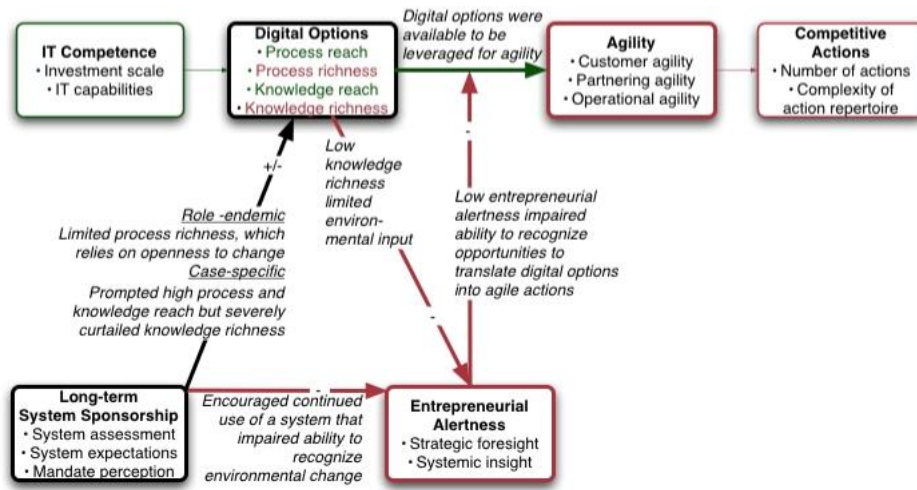 Digital options were
available to be
leveraged for agility
IT Competence
• Investment scale
• IT capabilities
Digital Options
• Process reach
• Process richness
• Knowledge reach
• Knowledge richness
Agility
• Customer agility
• Partnering agility
• Operational agility
Competitive
Actions
• Number of actions
• Complexity of
action repertoire
+/-
Low
knowledge
richness
limited
environ-
mental input
-
Low entrepreneurial
alertness impaired
ability to recognize
opportunities to
translate digital options
into agile actions
Role -endemic
Limited process richness, which
relies on openness to change
Case-specific
Prompted high process and
knowledge reach but severely
curtailed knowledge richness
-
Long-term
System Sponsorship
• System assessment
• System expectations
• Mandate perception
-
Encouraged continued
use of a system that
impaired ability to
recognize
environmental change
Entrepreneurial
Alertness
• Strategic foresight
• Systemic insight